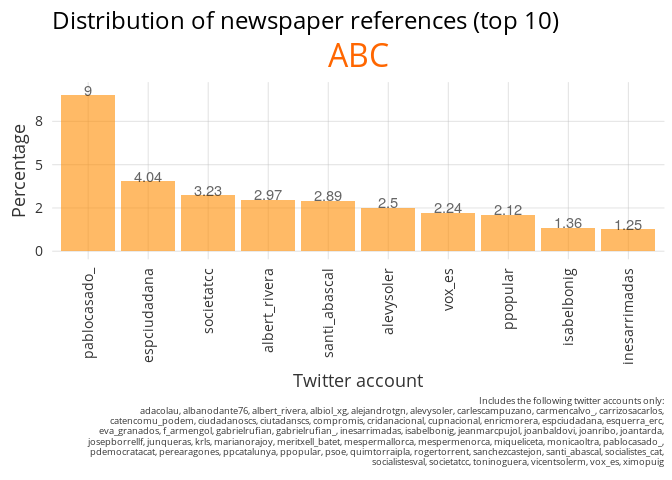 Distribution of newspaper references (top 10)
ABC
Percentage
8
5
2
0
9
4.04
3.23
2.97
2.89
2.5
2.24
2.12
1.36
1.25
pablocasado_
espciudadana
societatcc
albert_rivera
santi_abascal
alevysoler
vox_es
ppopular
isabelbonig
inesarrimadas
Twitter account
Includes the following twitter accounts only:
adacolau, albanodante76, albert_rivera, albiol_xg, alejandrotgn, alevysoler, carlescampuzano, carmencalvo_, carrizosacarlos,
catencomu_podem, ciudadanoscs, ciutadanscs, compromis, cridanacional, cupnacional, enricmorera, espciudadana, esquerra_erc,
eva_granados, f_armengol, gabrielrufian, gabrielrufian_, inesarrimadas, isabelbonig, jeanmarcpujol, joanbaldovi, joanribo, joantarda,
josepborrellf, junqueras, krls, marianorajoy, meritxell_batet, mespermallorca, mespermenorca, miqueliceta, monicaoltra, pablocasado_,
pdemocratacat, perearagones, ppcatalunya, ppopular, psoe, quimtorraipla, rogertorrent, sanchezcastejon, santi_abascal, socialistes_cat,
socialistesval, societatcc, toninoguera, vicentsolerm, vox_es, ximopuig